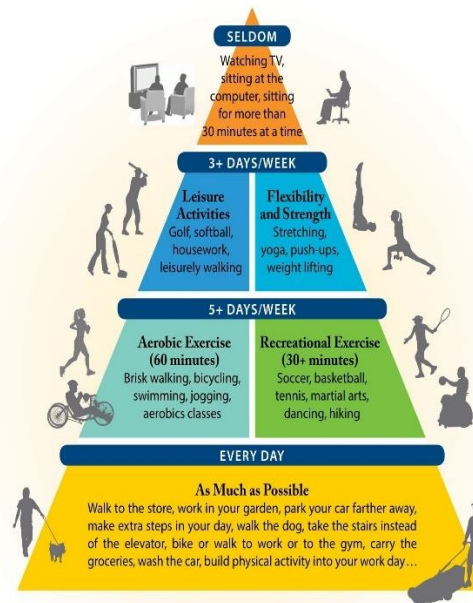 SELDOM
Watching TV,
sitting at the
computer, sitting
for more than
30 minutes at a time
3+ DAYS/WEEK
Leisure
Activities
Golf, softball,
housework,
leisurely walking
Flexibility
and Strength
Stretching,
yoga, push-ups,
weight lifting
5+ DAYS/WEEK
Aerobic Exercise
(60 minutes)
Brisk walking, bicycling,
swimming, jogging,
aerobics classes
Recreational Exercise
(30+ minutes)
Soccer, basketball,
tennis, martial arts,
dancing, hiking
EVERY DAY
As Much as Possible
Walk to the store, work in your garden, park your car farther away,
make extra steps in your day, walk the dog, take the stairs instead
of the elevator, bike or walk to work or to the gym, carry the
groceries, wash the car, build physical activity into your work day…